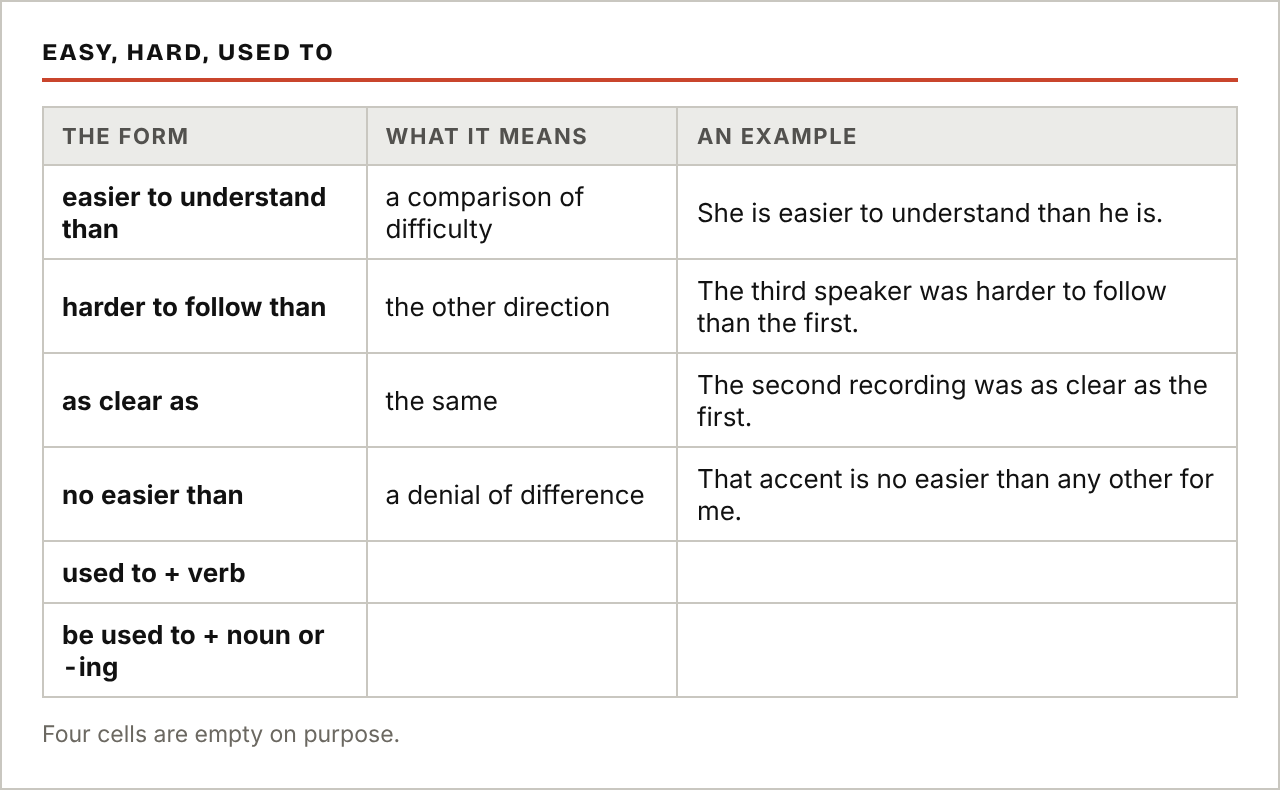 EASY, HARD, USED TO
THE FORM
WHAT IT MEANS
AN EXAMPLE
easier to understand
than
a comparison of
difficulty
She is easier to understand than he is.
harder to follow than
the other direction
The third speaker was harder to follow
than the first.
as clear as
the same
The second recording was as clear as the
first.
no easier than
a denial of difference
That accent is no easier than any other for
me.
used to + verb
be used to + noun or
-ing
Four cells are empty on purpose.